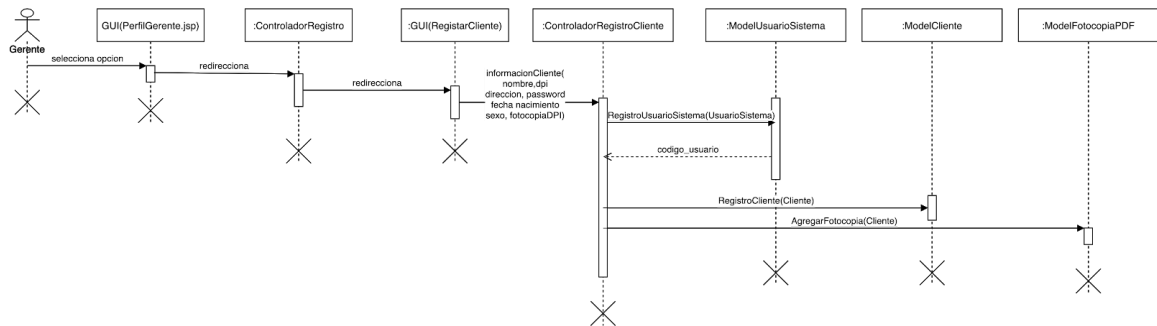 GUI(PerfilGerente.jsp)
:ControladorRegistro
:GUI(RegistarCliente)
:ControladorRegistroCliente
:ModelUsuarioSistema
:ModelCliente
:ModelFotocopiaPDF
Gerente
selecciona opcion
redirecciona
redirecciona
informacionCliente(
nombre,dpi
direccion, password
fecha nacimiento
sexo, fotocopiaDPI)
RegistroUsuarioSistema(UsuarioSistema)
codigo_usuario
RegistroCliente(Cliente)
AgregarFotocopia(Cliente)